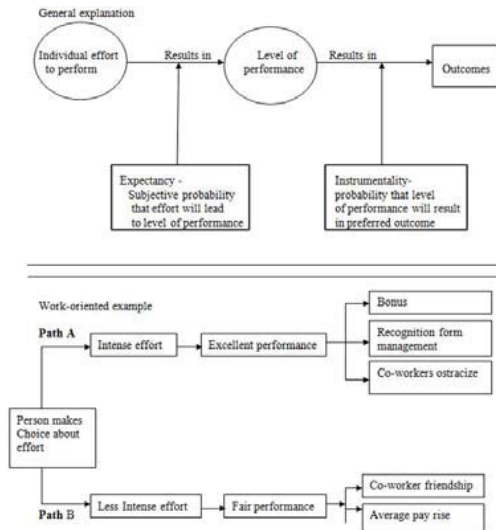 General explanation
Individual effort
to perform
Results in
Level of
performance
Results in
Outcomes
Expectancy -
Subjective probability
that effort will lead
to level of performance
Instrumentality-
probability that level
of performance will result
in preferred outcome
Work-oriented example
Path A
Intense effort
Excellent performance
Bonus
Recognition form
management
Co-workers ostracize
Person makes
Choice about
effort
Path B
Less Intense effort
Fair performance
Co-worker friendship
Average pay rise